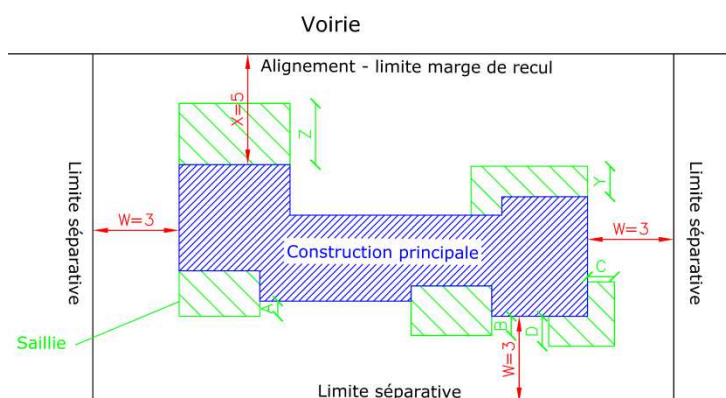 Voirie
Alignement - limite marge de recul
X=5
Z
Limite séparative
W=3
Y
Limite séparative
W=3
Construction principale
C
A
B
D
Saillie
W=3
Limite séparative